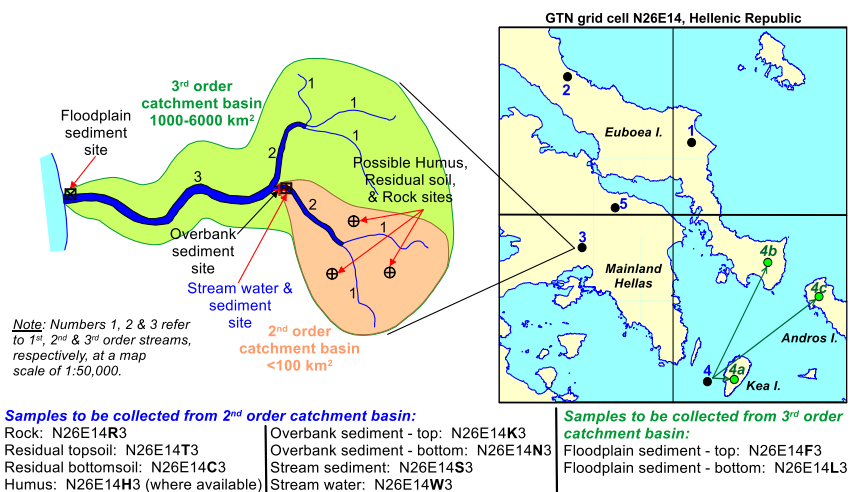 GTN grid cell N26E14, Hellenic Republic
3rd order
catchment basin
1000-6000 km2
Floodplain
sediment
site
1
1
1
2
3
Possible Humus,
Residual soil,
& Rock sites
2
1
1
Overbank
sediment
site
Stream water &
sediment
site
2nd order
catchment basin
<100 km2
Note: Numbers 1, 2 & 3 refer
to 1st, 2nd & 3rd order streams,
respectively, at a map
scale of 1:50,000.
2
Euboea I.
1
5
3
Mainland
Hellas
4b
4c
Andros I.
4
4a
Kea I.
Samples to be collected from 2nd order catchment basin:
Rock: N26E14R3
Residual topsoil: N26E14T3
Residual bottomsoil: N26E14C3
Humus: N26E14H3 (where available)
Overbank sediment - top: N26E14K3
Overbank sediment - bottom: N26E14N3
Stream sediment: N26E14S3
Stream water: N26E14W3
Samples to be collected from 3rd order
catchment basin:
Floodplain sediment - top: N26E14F3
Floodplain sediment - bottom: N26E14L3